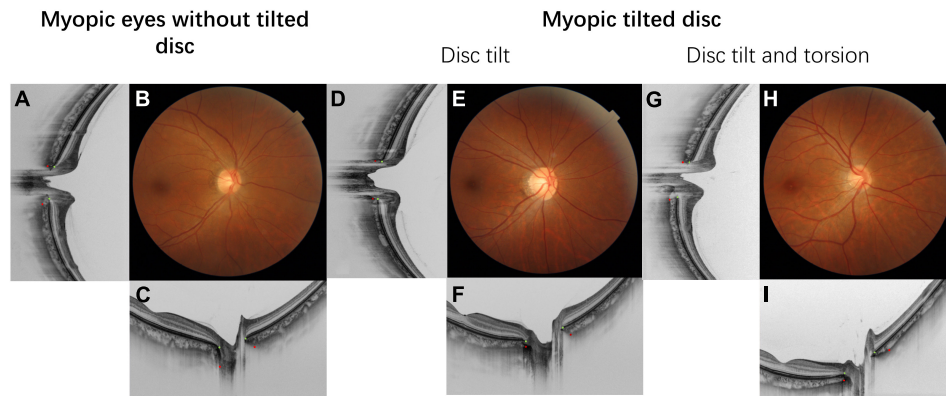 Myopic eyes without tilted
disc
Myopic tilted disc
Disc tilt
Disc tilt and torsion
A
B
D
E
G
H
C
F
I